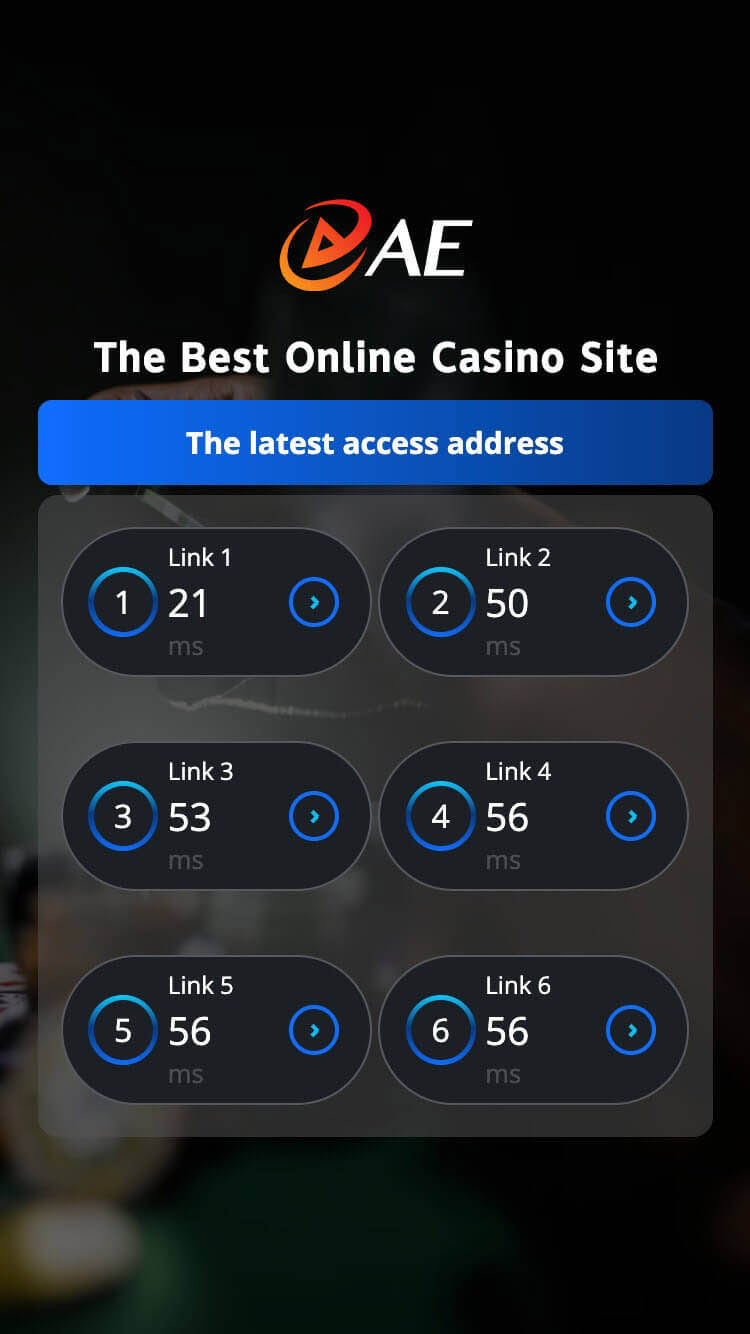 AE
The Best Online Casino Site
The latest access address
Link 1
1
21
ms
Link 2
2
50
ms
Link 3
3
53
ms
Link 4
4
56
ms
Link 5
5
56
ms
Link 6
6
56
ms